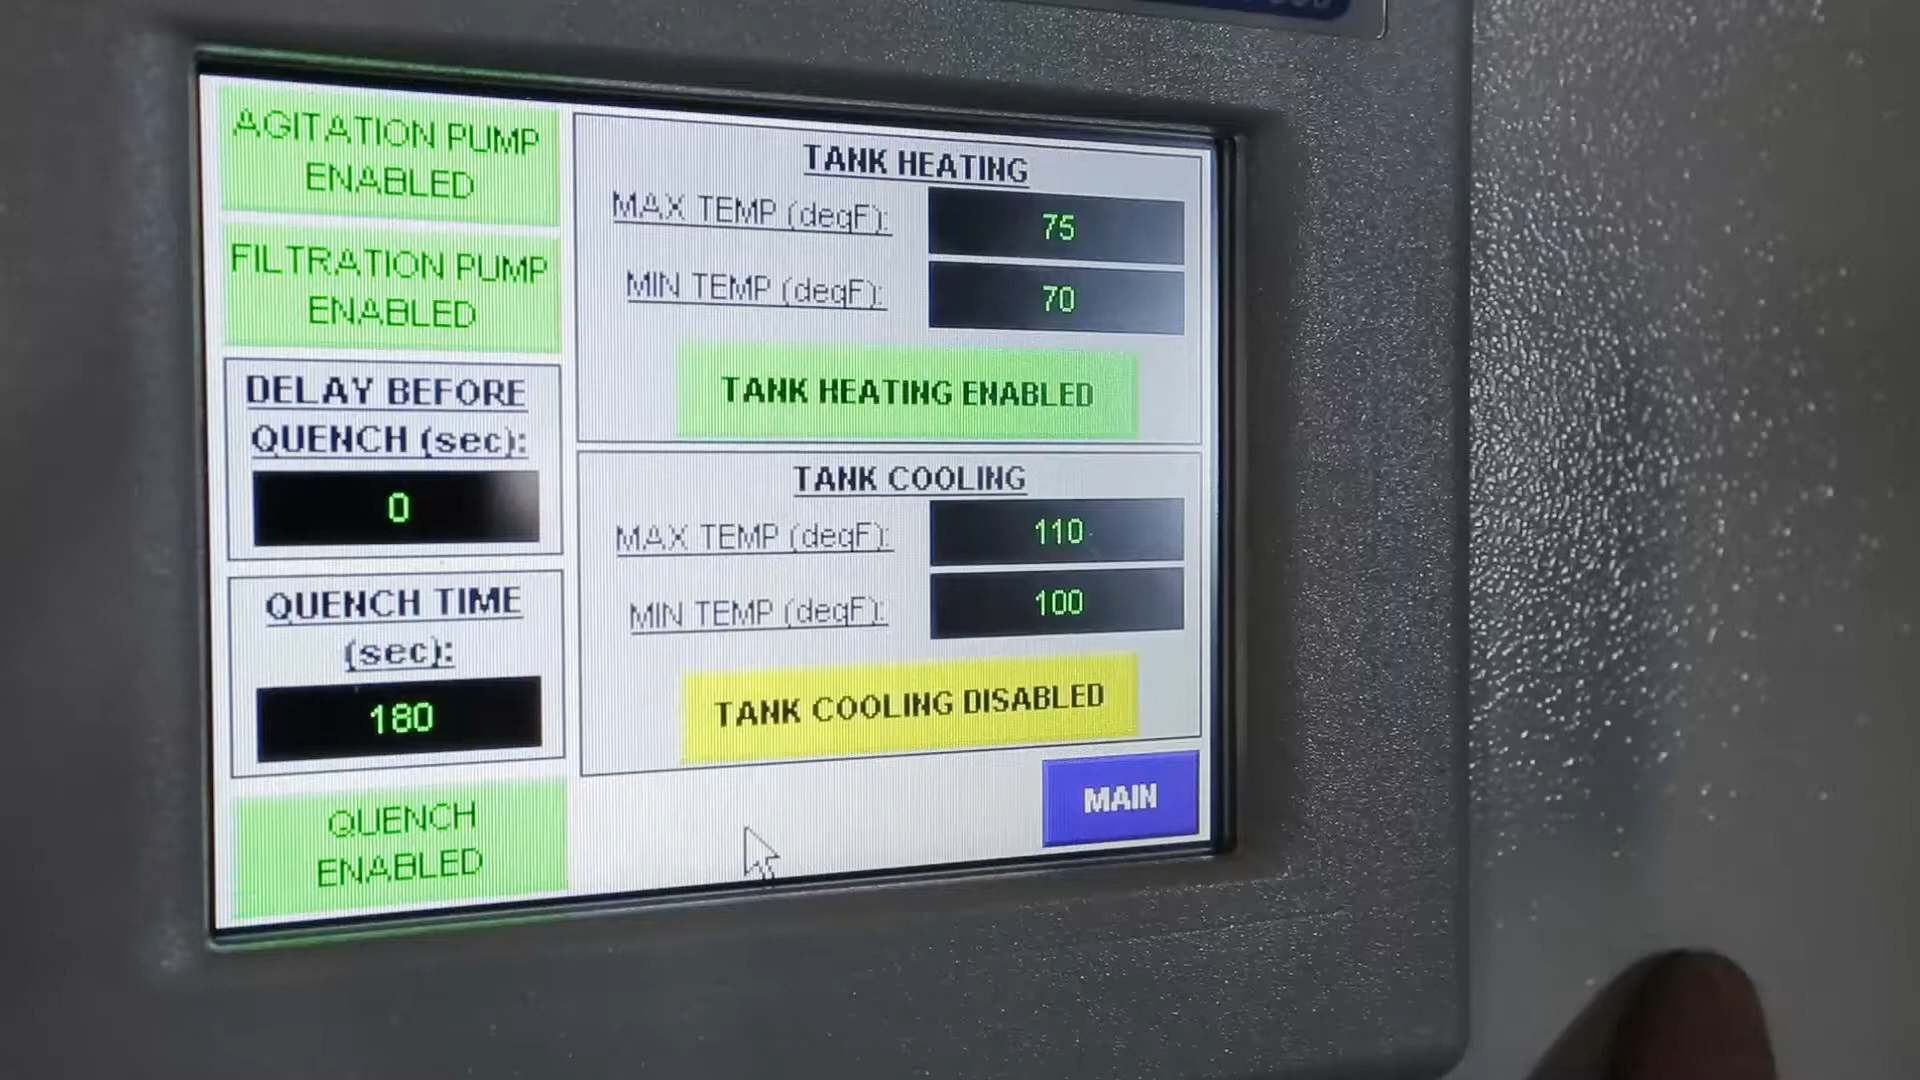 AGITATION PUMP
ENABLED
FILTRATION PUMP
ENABLED
DELAY BEFORE
QUENCH (sec):
0
QUENCH TIME
(sec):
180
QUENCH
ENABLED
TANK HEATING
MAX TEMP (degF): 75
MIN TEMP (degF): 70
TANK HEATING ENABLED
TANK COOLING
MAX TEMP (degF): 110
MIN TEMP (degF): 100
TANK COOLING DISABLED
MAIN